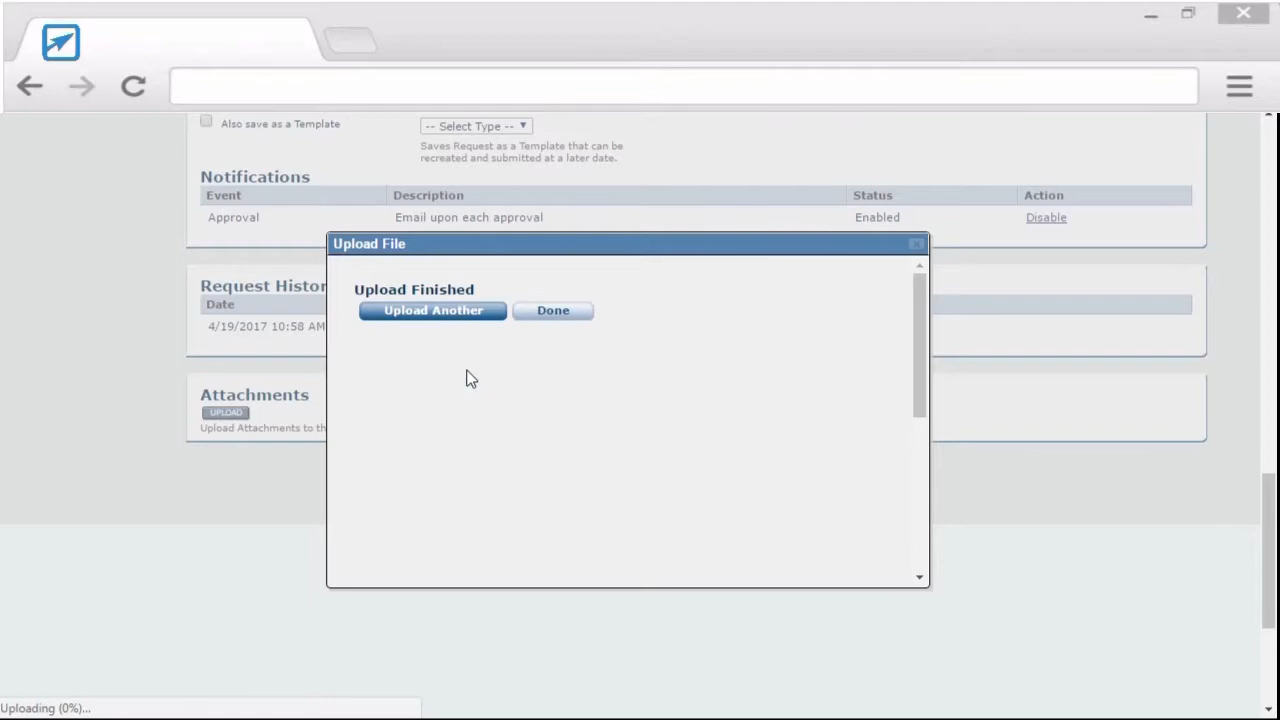 Also save as a Template
-- Select Type --
Saves Request as a Template that can be
recreated and submitted at a later date.
Notifications
Event Description Status Action
Approval Email upon each approval Enabled Disable
Upload File
Upload Finished
Upload Another Done
Request Histor
Date
4/19/2017 10:58 AM
Attachments
UPLOAD
Upload Attachments to th
Uploading (0%)...